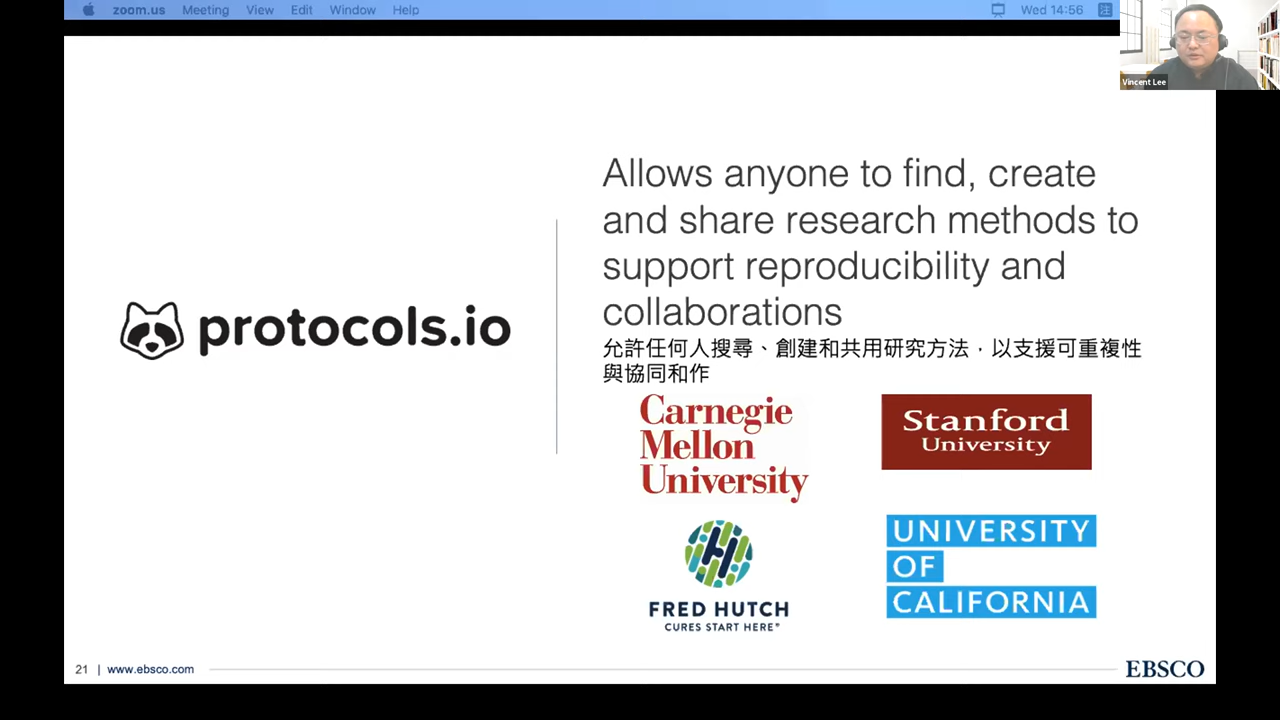 zoom.us Meeting View Edit Window Help Wed 14:56 注
Vincent Lee
Allows anyone to find, create
and share research methods to
support reproducibility and
collaborations
允許任何人搜尋、創建和共用研究方法，以支援可重複性
與協同和作
protocols.io
Carnegie
Mellon
University
Stanford
University
FRED HUTCH
CURES START HERE®
UNIVERSITY
OF
CALIFORNIA
21 | www.ebsco.com
EBSCO